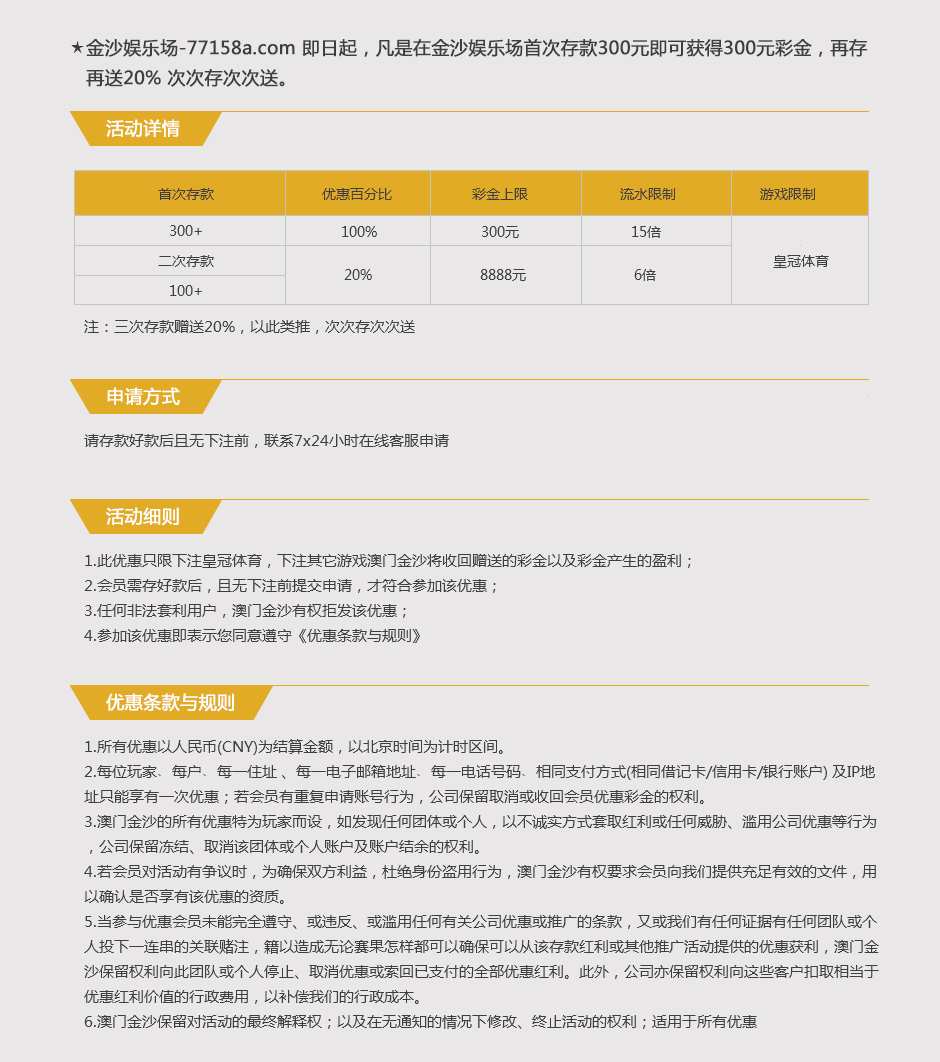 ★金沙娱乐场-77158a.com 即日起，凡是在金沙娱乐场首次存款300元即可获得300元彩金，再存
再送20% 次次存次次送。
活动详情
首次存款 优惠百分比 彩金上限 流水限制 游戏限制
300+ 100% 300元 15倍
二次存款 20% 8888元 6倍 皇冠体育
100+
注：三次存款赠送20%，以此类推，次次存次次送
申请方式
请存款好款后且无下注前，联系7x24小时在线客服申请
活动细则
1.此优惠只限下注皇冠体育，下注其它游戏澳门金沙将收回赠送的彩金以及彩金产生的盈利；
2.会员需存好款后，且无下注前提交申请，才符合参加该优惠；
3.任何非法套利用户，澳门金沙有权拒发该优惠；
4.参加该优惠即表示您同意遵守《优惠条款与规则》
优惠条款与规则
1.所有优惠以人民币(CNY)为结算金额，以北京时间为计时区间。
2.每位玩家、每户、每一住址 、每一电子邮箱地址、每一电话号码、相同支付方式(相同借记卡/信用卡/银行账户) 及IP地
址只能享有一次优惠；若会员有重复申请账号行为，公司保留取消或收回会员优惠彩金的权利。
3.澳门金沙的所有优惠特为玩家而设，如发现任何团体或个人，以不诚实方式套取红利或任何威胁、滥用公司优惠等行为
，公司保留冻结、取消该团体或个人账户及账户结余的权利。
4.若会员对活动有争议时，为确保双方利益，杜绝身份盗用行为，澳门金沙有权要求会员向我们提供充足有效的文件，用
以确认是否享有该优惠的资质。
5.当参与优惠会员未能完全遵守、或违反、或滥用任何有关公司优惠或推广的条款，又或我们有任何证据有任何团队或个
人投下一连串的关联赌注，籍以造成无论赛果怎样都可以确保可以从该存款红利或其他推广活动提供的优惠获利，澳门金
沙保留权利向此团队或个人停止、取消优惠或索回已支付的全部优惠红利。此外，公司亦保留权利向这些客户扣取相当于
优惠红利价值的行政费用，以补偿我们的行政成本。
6.澳门金沙保留对活动的最终解释权；以及在无通知的情况下修改、终止活动的权利；适用于所有优惠